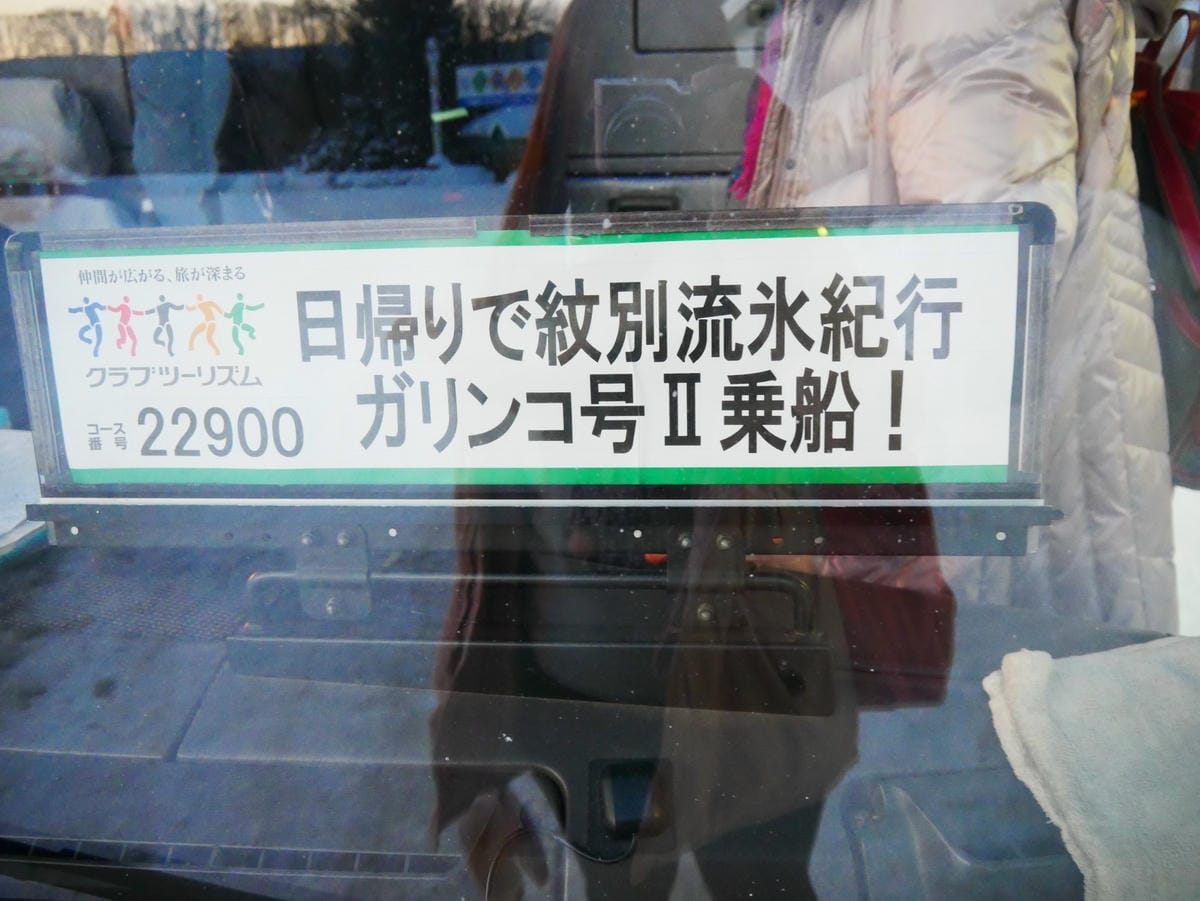 仲間が広がる、旅が深まる
クラブツーリズム
コース番号 22900
日帰りで紋別流氷紀行
ガリンコ号Ⅱ乗船！